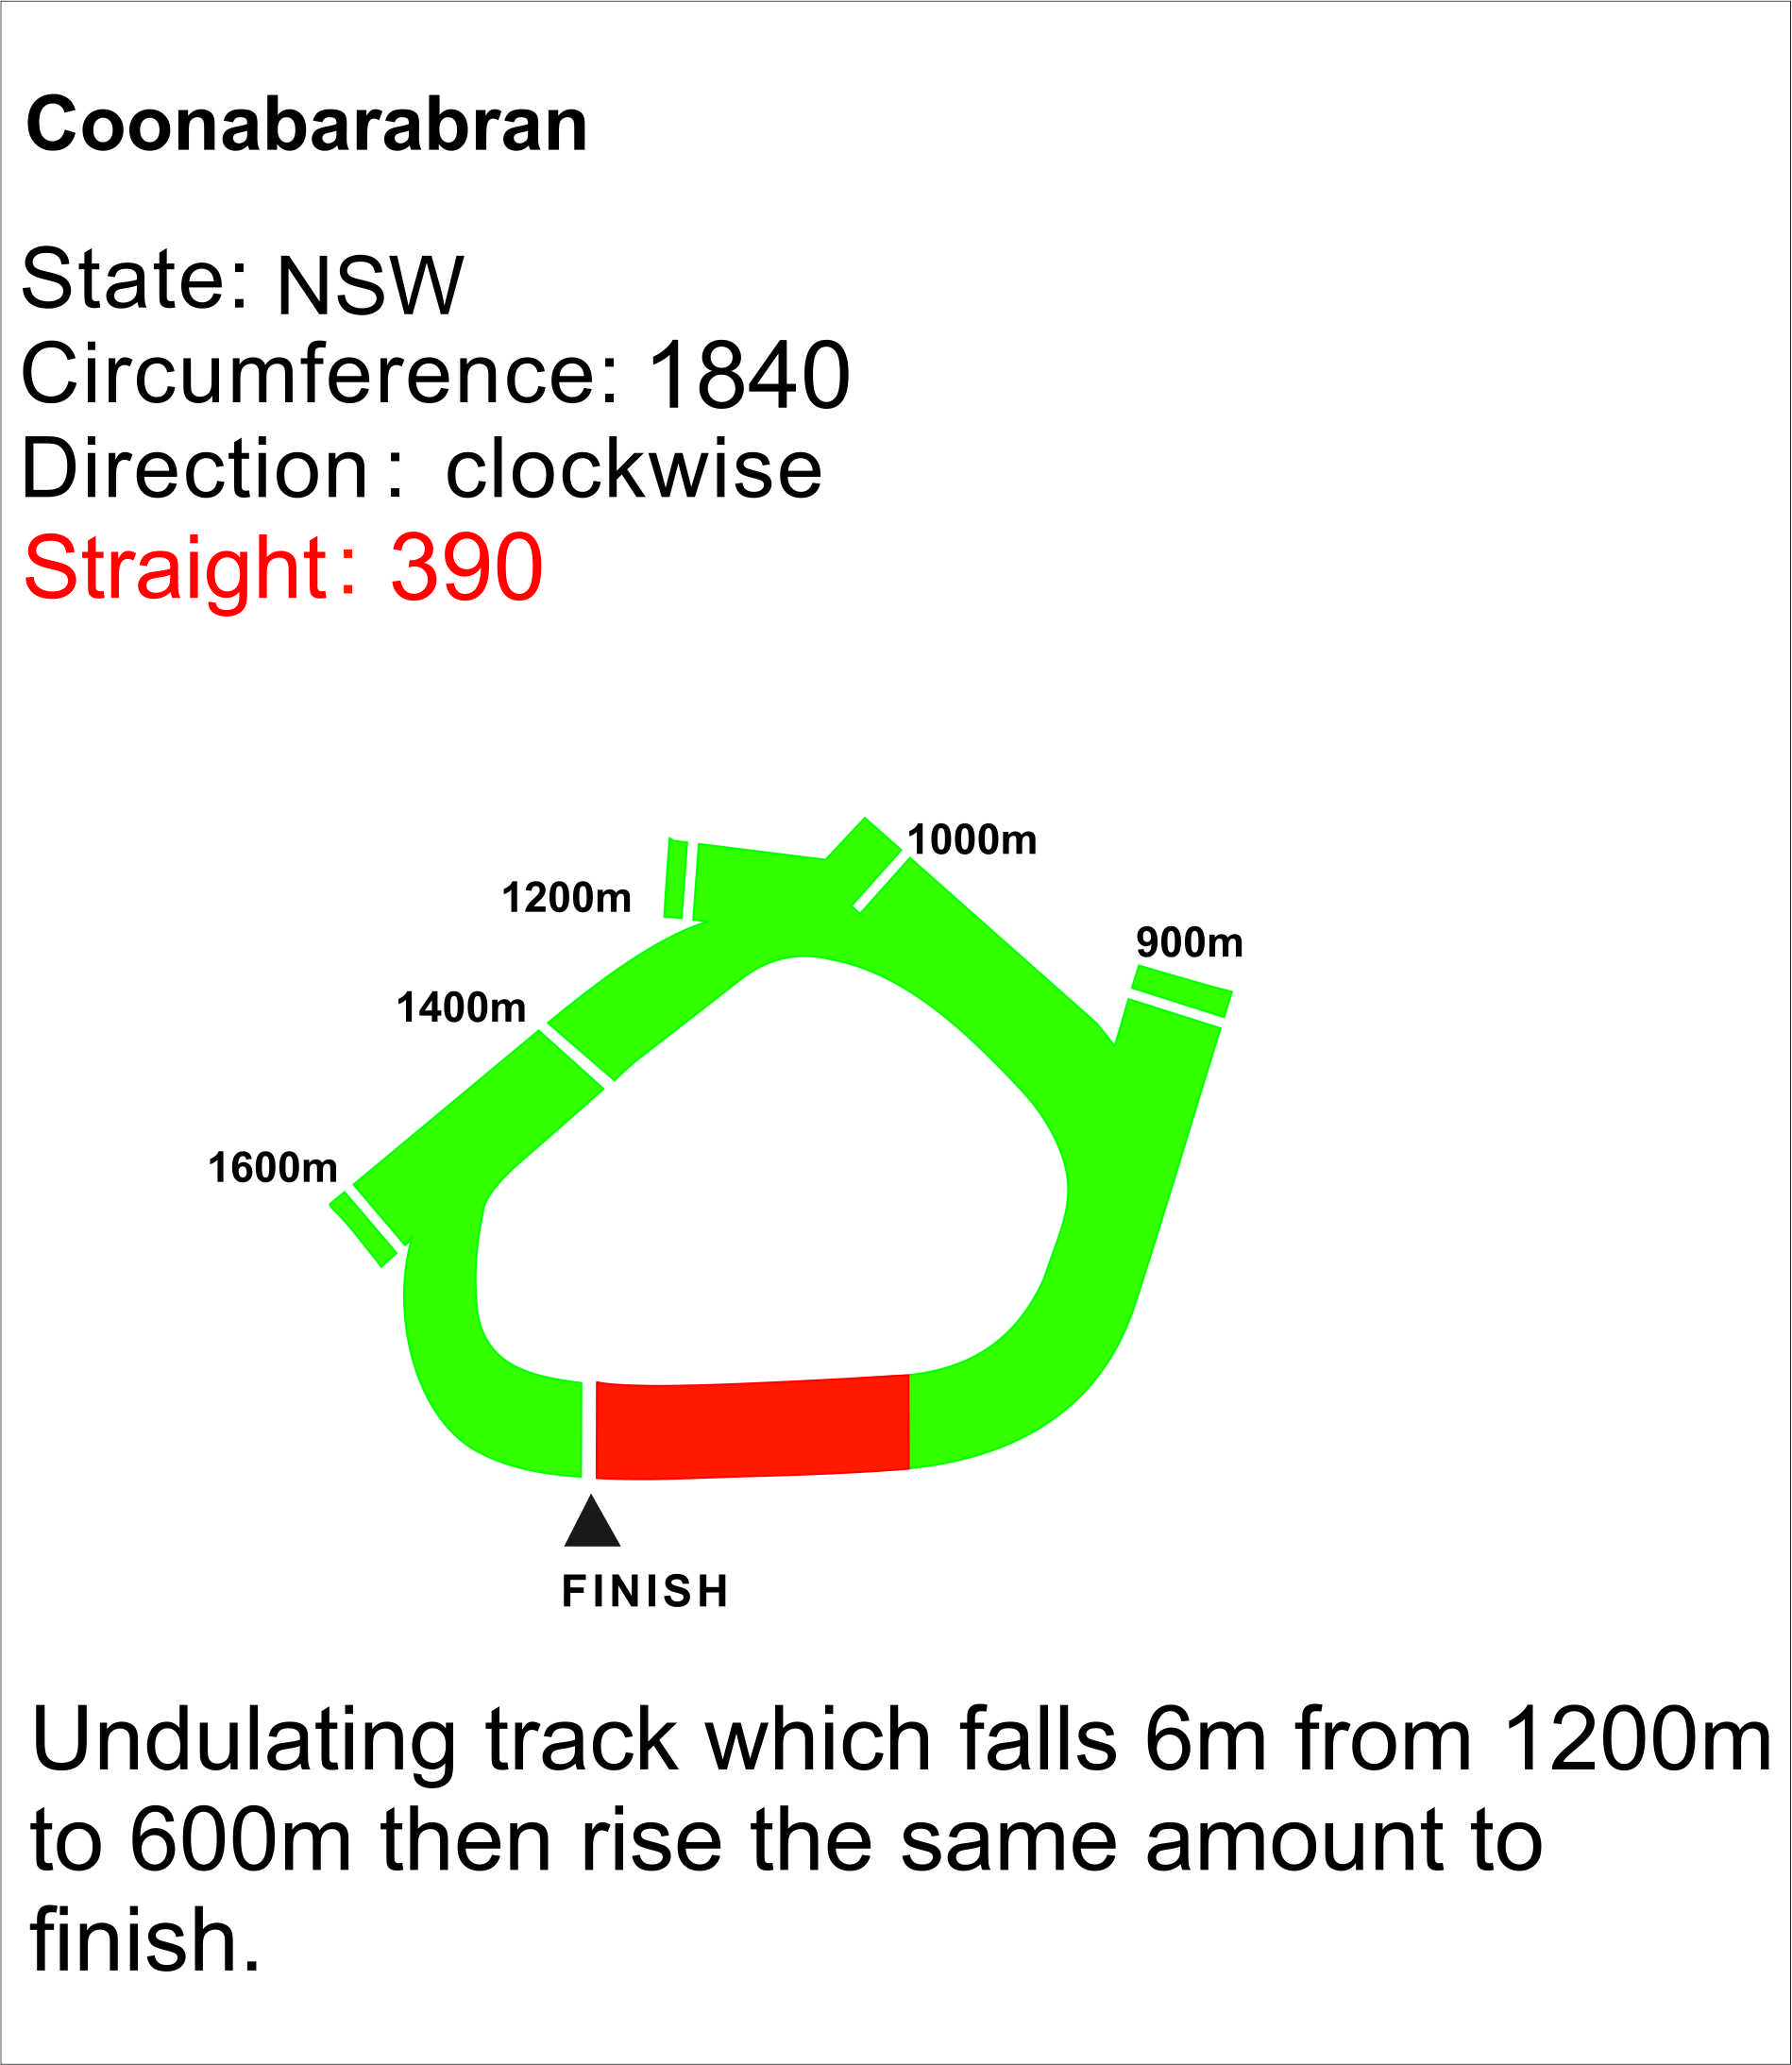 Coonabarabran
State: NSW
Circumference: 1840
Direction: clockwise
Straight: 390
1000m
1200m
900m
1400m
1600m
FINISH
Undulating track which falls 6m from 1200m
to 600m then rise the same amount to
finish.